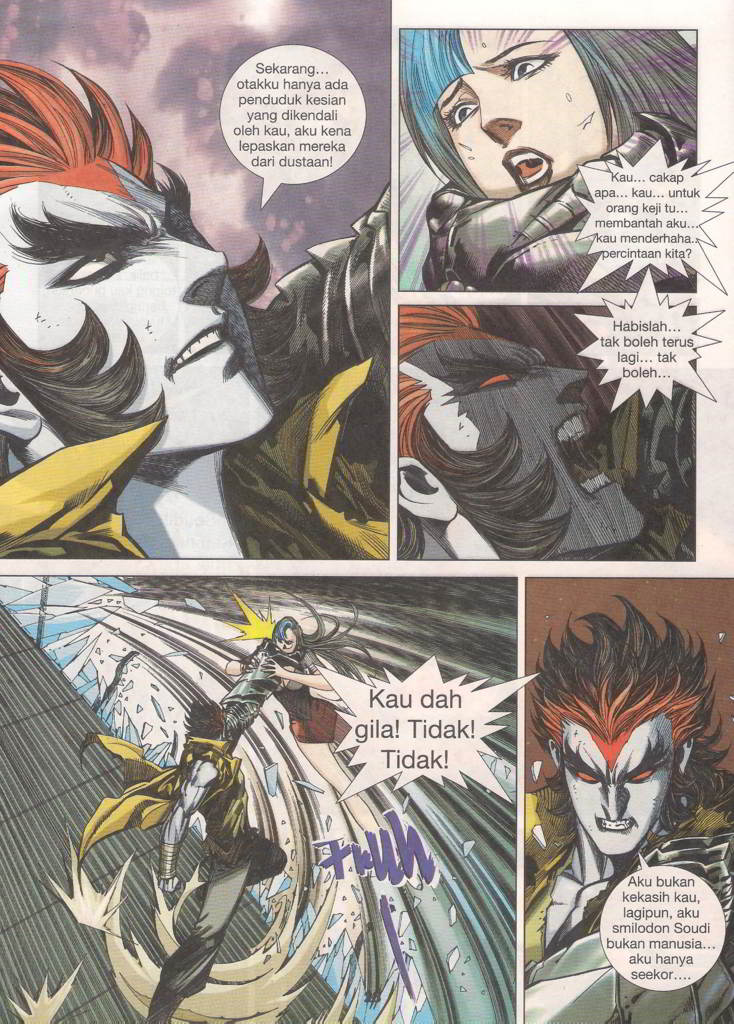 Sekarang…
otakku hanya ada
penduduk kesian
yang dikendali
oleh kau, aku kena
lepaskan mereka
dari dustaan!
Kau… cakap
apa… kau… untuk
orang keji tu…
membantah aku…
kau menderhaka…
percintaan kita?
Habislah…
tak boleh terus
lagi… tak
boleh…
Kau dah
gila! Tidak!
Tidak!
Aku bukan
kekasih kau,
lagipun, aku
smilodon Soudi
bukan manusia…
aku hanya
seekor….